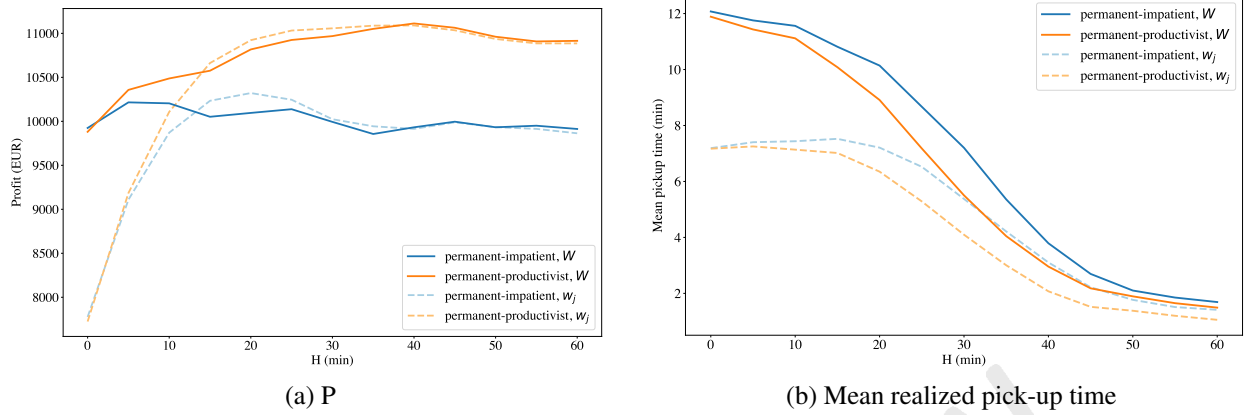 11000
10500
10000
9500
9000
8500
8000
Profit (EUR)
permanent-impatient, W
permanent-productivist, W
permanent-impatient, w_j
permanent-productivist, w_j
0 10 20 30 40 50 60
H (min)
(a) P
12
10
8
6
4
2
Mean pickup time (min)
permanent-impatient, W
permanent-productivist, W
permanent-impatient, w_j
permanent-productivist, w_j
0 10 20 30 40 50 60
H (min)
(b) Mean realized pick-up time